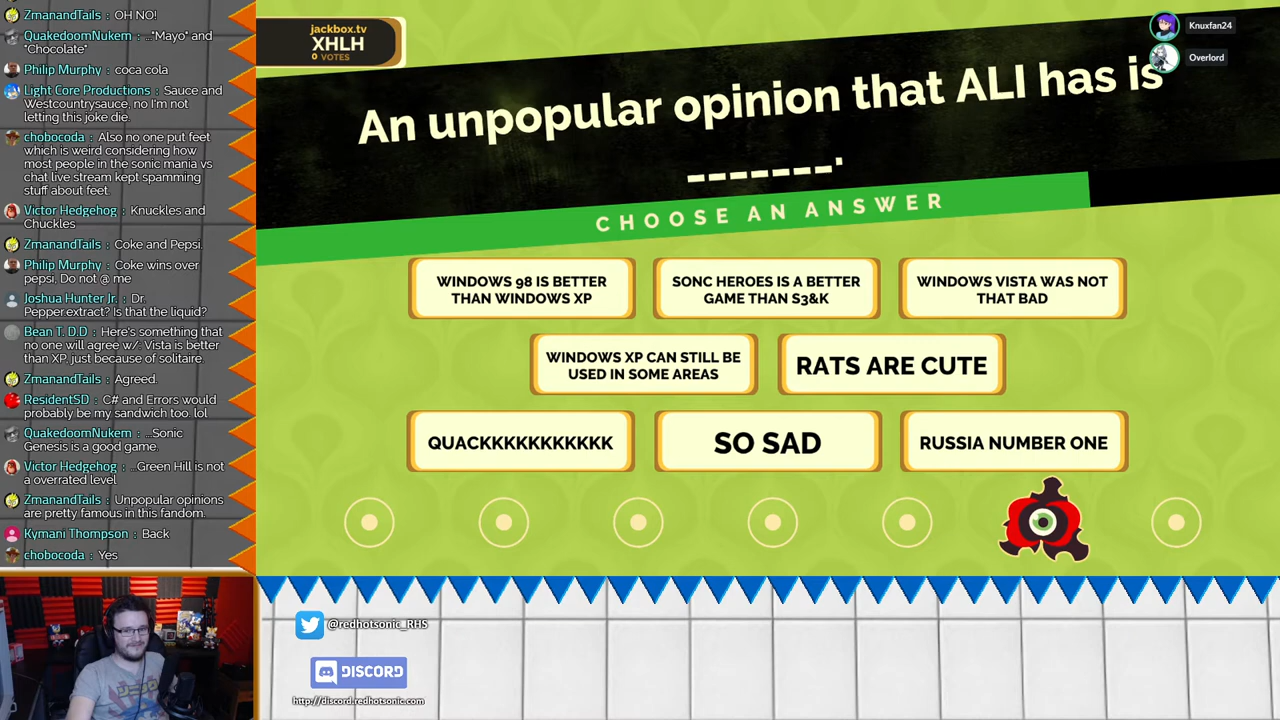 ZmanandTails : OH NO!
QuakedoomNukem : ..."Mayo" and
"Chocolate"
Philip Murphy : coca cola
Light Core Productions : Sauce and
Westcountrysauce, no I'm not
letting this joke die.
chobocoda : Also no one put feet
which is weird considering how
most people in the sonic mania vs
chat live stream kept spamming
stuff about feet.
Victor Hedgehog : Knuckles and
Chuckles
ZmanandTails : Coke and Pepsi.
Philip Murphy : Coke wins over
pepsi. Do not @ me
Joshua Hunter Jr. : Dr.
cocoextract? Is that the liquid?
Bean T. D.D : Here's something that
no one will agree w/: Vista is better
than XP, just because of solitaire.
ZmanandTails : Agreed.
ResidentSD : C# and Errors would
probably be my sandwich too. lol
QuakedoomNukem : ...Sonic
Genesis is a good game.
Victor Hedgehog : ...Green Hill is not
a overrated level
ZmanandTails : Unpopular opinions
are pretty famous in this fandom.
Kymani Thompson : Back
chobocoda : Yes
jackbox.tv
XHLH
0 VOTES
Knuxfan24
Overlord
An unpopular opinion that ALI has is
_______.
CHOOSE AN ANSWER
WINDOWS 98 IS BETTER
THAN WINDOWS XP
SONC HEROES IS A BETTER
GAME THAN S3&K
WINDOWS VISTA WAS NOT
THAT BAD
WINDOWS XP CAN STILL BE
USED IN SOME AREAS
RATS ARE CUTE
QUACKKKKKKKKKKK
SO SAD
RUSSIA NUMBER ONE
@redhotsonic_RHS
DISCORD
http://discord.redhotsonic.com